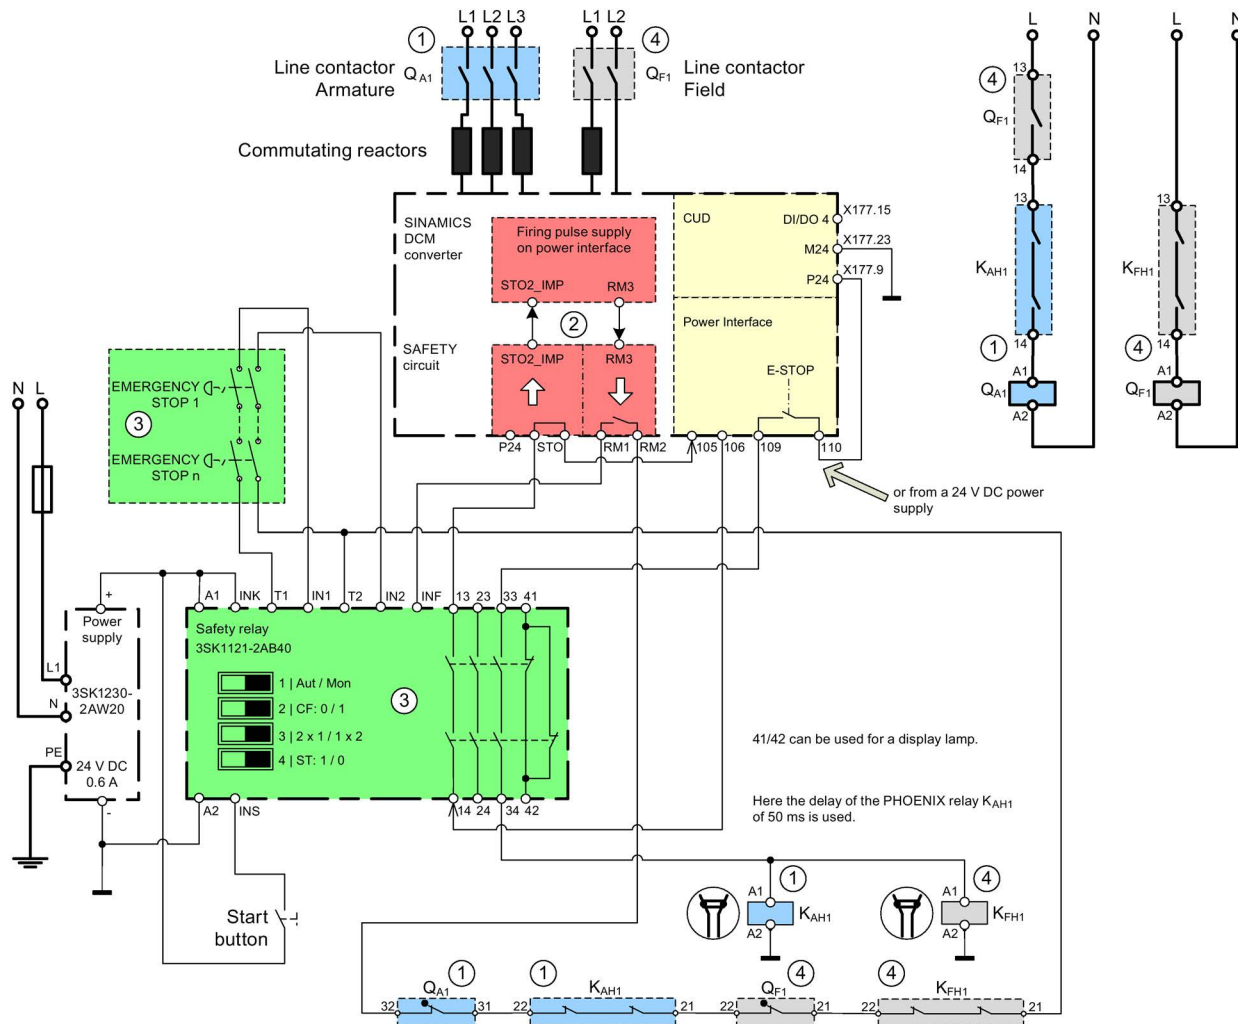 L1 L2 L3
L1 L2
L
N
L
N
1
4
Line contactor
Armature
QA1
QF1
Line contactor
Field
Commutating reactors
13
4
QF1
14
13
KAH1
14
1
A1
QA1
A2
13
KFH1
14
4
A1
QF1
A2
SINAMICS
DCM
converter
Firing pulse supply
on power interface
STO2_IMP
RM3
2
SAFETY
circuit
STO2_IMP
RM3
CUD
DI/DO 4
X177.15
M24
X177.23
P24
X177.9
Power Interface
E-STOP
P24
STO
RM1
RM2
105
106
109
110
or from a 24 V DC power
supply
N
L
EMERGENCY
STOP 1
3
EMERGENCY
STOP n
+
Power
supply
L1
3SK1230-
2AW20
N
PE
24 V DC
0.6 A
-
A1
INK
T1
IN1
T2
IN2
INF
13
23
33
41
Safety relay
3SK1121-2AB40
1 | Aut / Mon
2 | CF: 0 / 1
3 | 2 x 1 / 1 x 2
4 | ST: 1 / 0
3
A2
INS
14
24
34
42
Start
button
41/42 can be used for a display lamp.
Here the delay of the PHOENIX relay KAH1
of 50 ms is used.
1
A1
KAH1
A2
4
A1
KFH1
A2
QA1
1
32
31
1
KAH1
22
21
QF1
4
22
21
4
KFH1
22
21